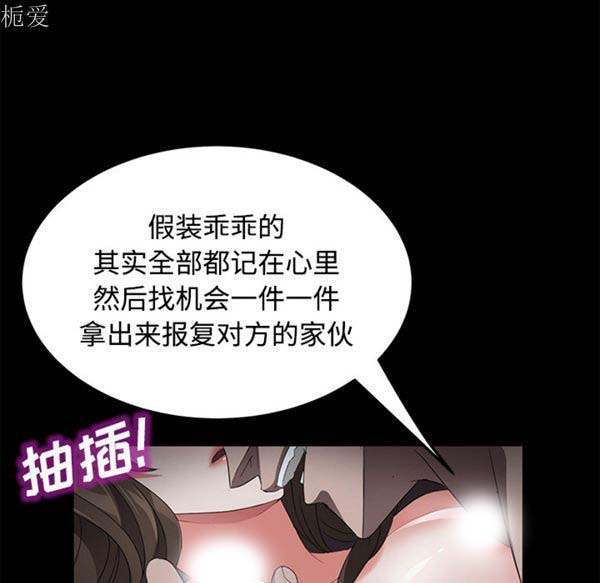 栀爱
假装乖乖的
其实全部都记在心里
然后找机会一件一件
拿出来报复对方的家伙
抽插!